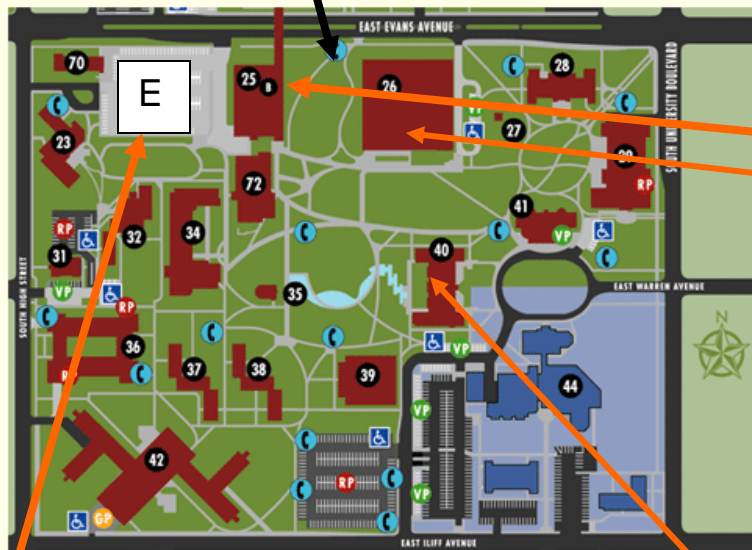 EAST EVANS AVENUE
70
E
25
B
26
28
VP
27
23
29
RP
SOUTH UNIVERSITY BOULEVARD
72
RP
32
34
41
VP
31
40
VP
35
EAST WARREN AVENUE
N
RP
SOUTH HIGH STREET
36
VP
RP
37
38
39
44
VP
42
RP
VP
GP
EAST ILIFF AVENUE